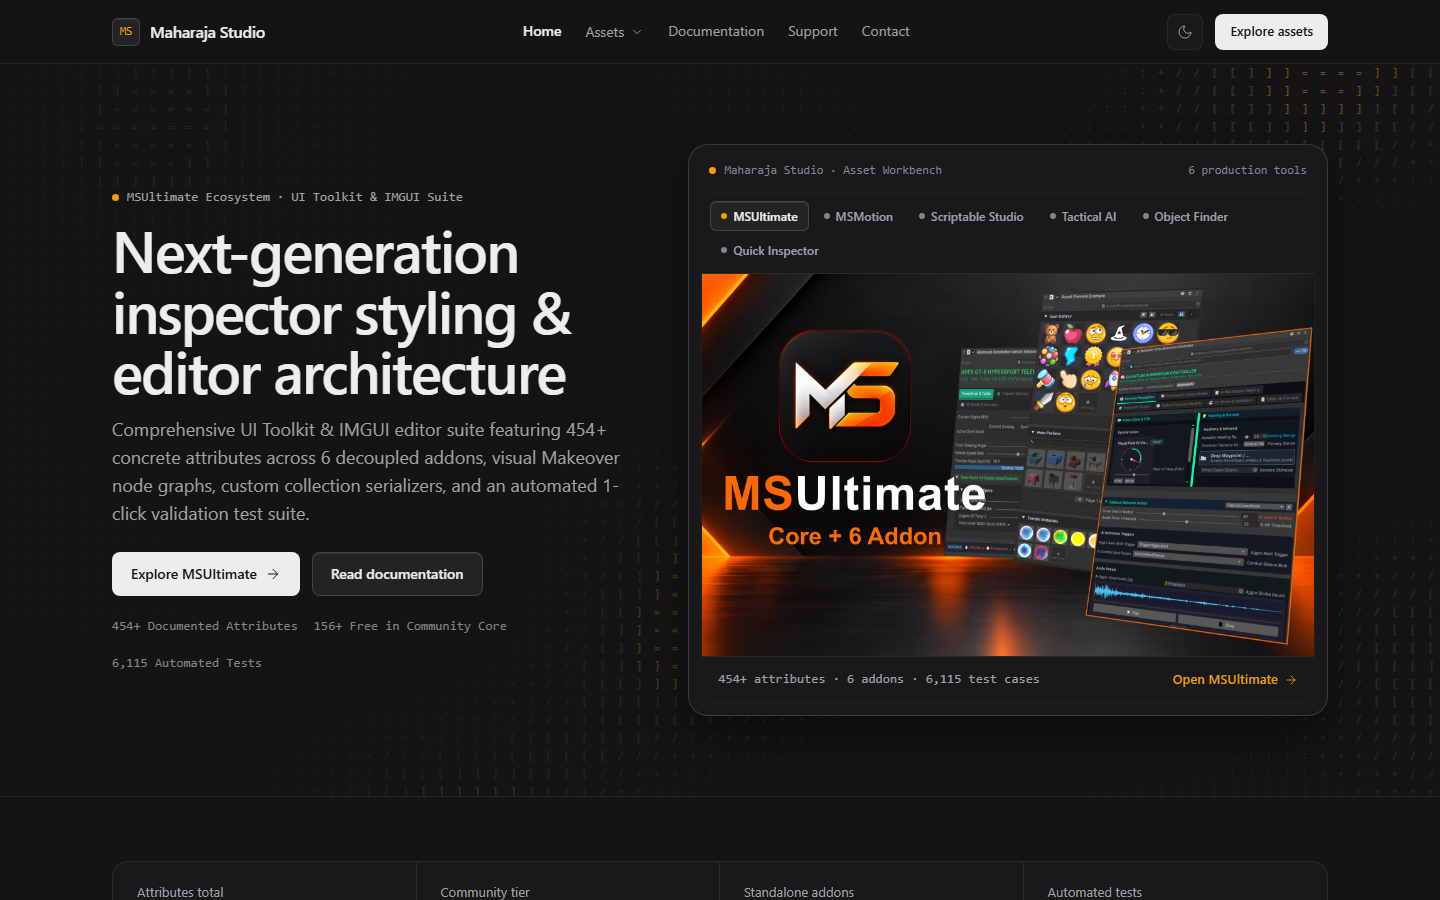 MS Maharaja Studio
Home
Assets
Documentation
Support
Contact
Explore assets
MSUltimate Ecosystem · UI Toolkit & IMGUI Suite
Next-generation
inspector styling &
editor architecture
Comprehensive UI Toolkit & IMGUI editor suite featuring 454+
concrete attributes across 6 decoupled addons, visual Makeover
node graphs, custom collection serializers, and an automated 1-
click validation test suite.
Explore MSUltimate
Read documentation
454+ Documented Attributes
156+ Free in Community Core
6,115 Automated Tests
Maharaja Studio · Asset Workbench
6 production tools
MSUltimate
MSMotion
Scriptable Studio
Tactical AI
Object Finder
Quick Inspector
MS
MSUltimate
Core + 6 Addon
454+ attributes · 6 addons · 6,115 test cases
Open MSUltimate
Attributes total
Community tier
Standalone addons
Automated tests